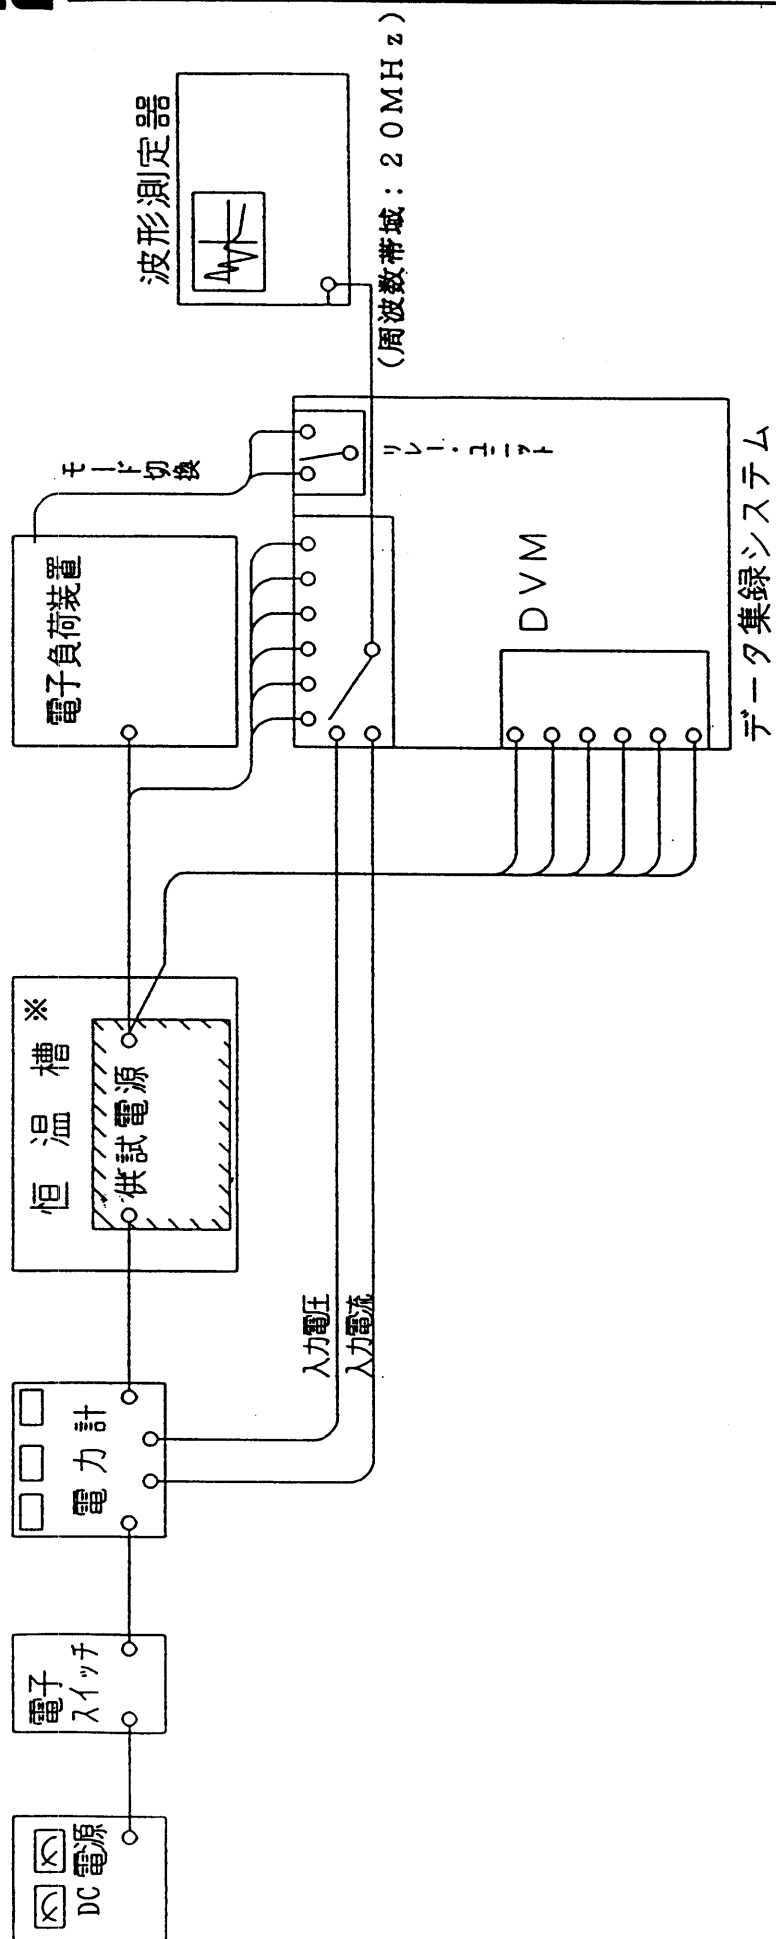 DC電源
電子
スイッチ
電力計
恒温槽 ※
供試電源
電子負荷装置
モード切換
波形測定器
(周波数帯域：20MHz)
リレー・ユニット
入力電圧
入力電流
DVM
データ集録システム